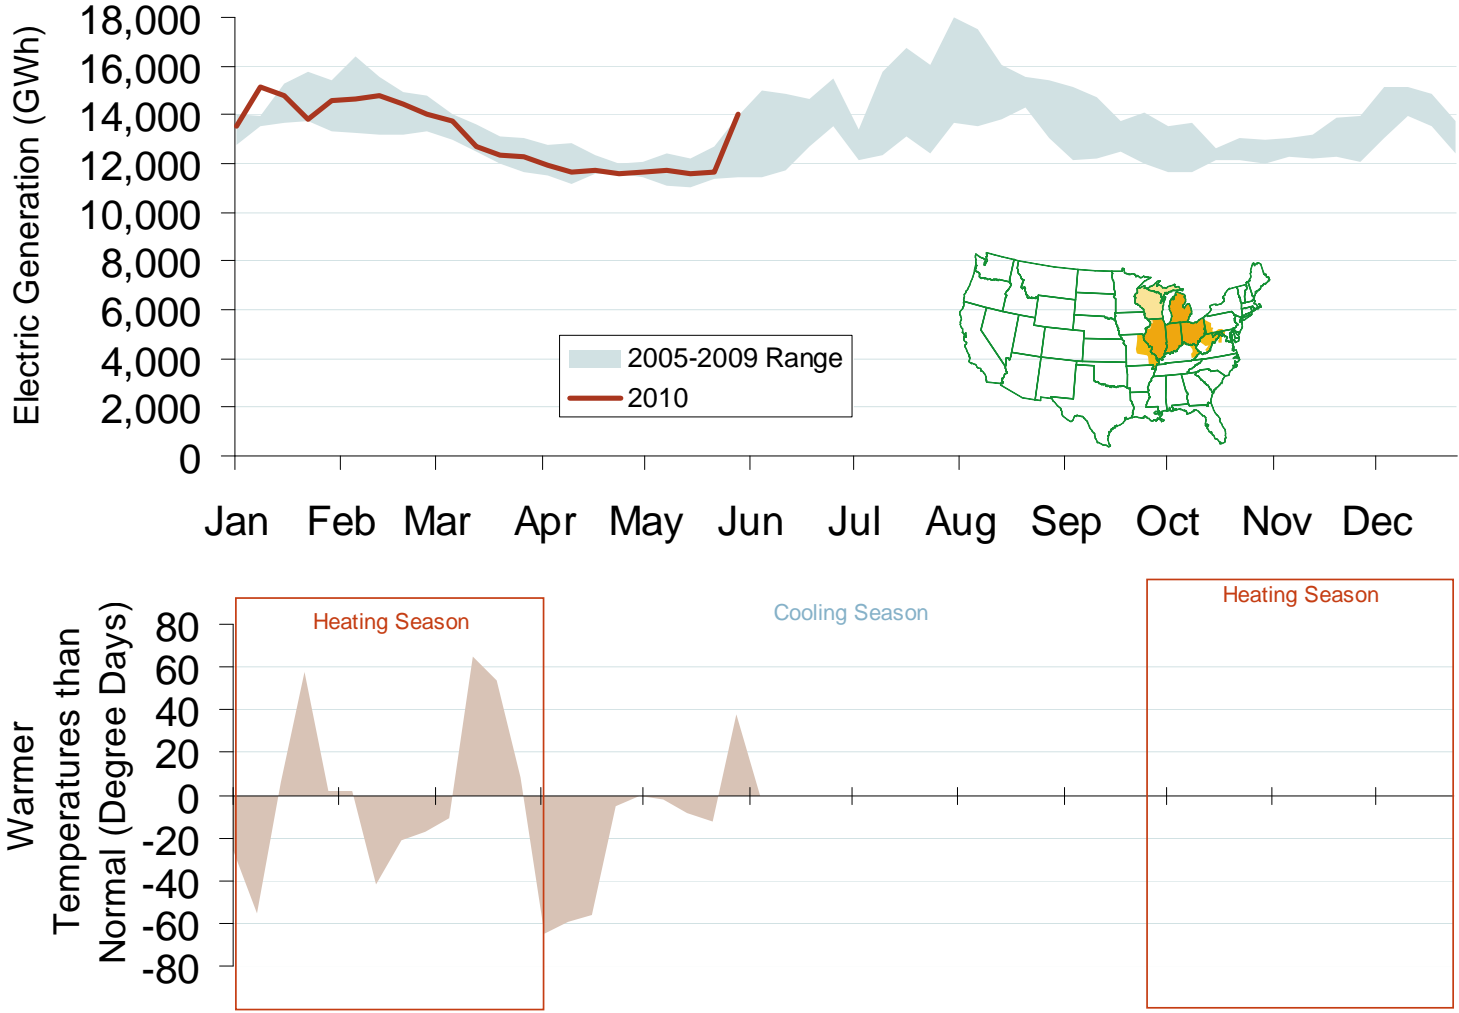 Electric Generation (GWh)
18,000
16,000
14,000
12,000
10,000
8,000
6,000
4,000
2,000
0
2005-2009 Range
2010
Jan Feb Mar Apr May Jun Jul Aug Sep Oct Nov Dec
Warmer
Temperatures than
Normal (Degree Days)
80
60
40
20
0
-20
-40
-60
-80
Heating Season
Cooling Season
Heating Season